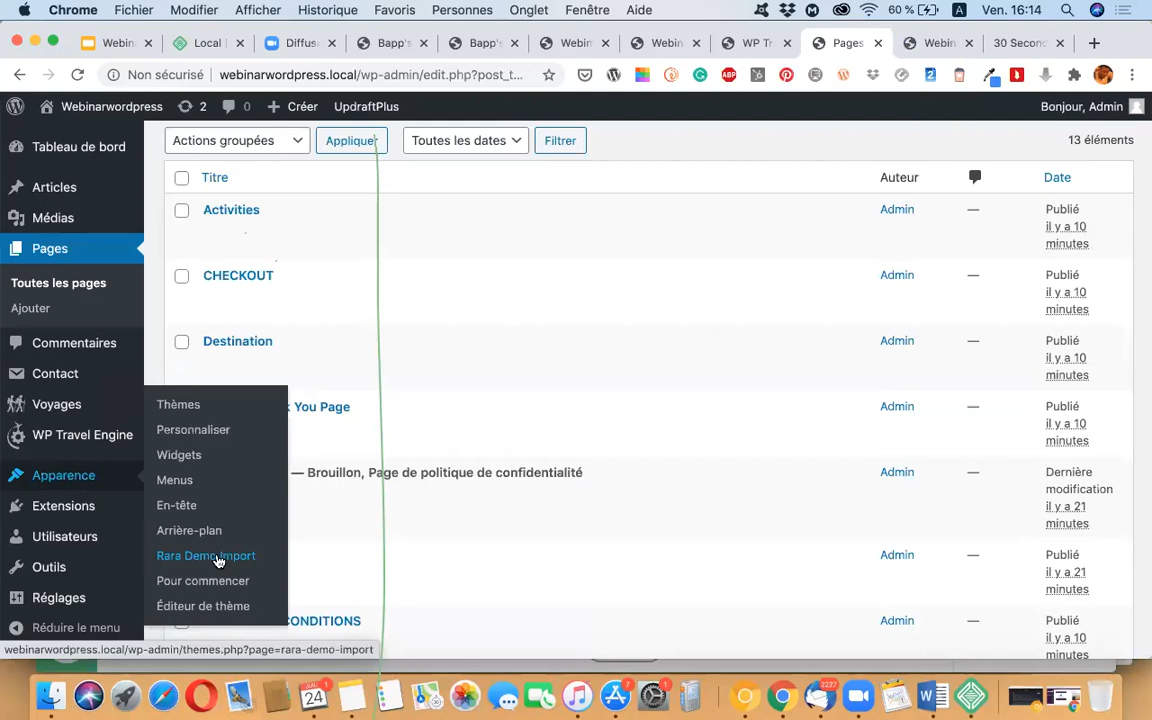 Chrome Fichier Modifier Afficher Historique Favoris Personnes Onglet Fenêtre Aide 60 % A Ven. 16:14
Webin Local Diffus Bapp's Bapp's Webin Webin WP Tr Pages Webin 30 Second
Non sécurisé webinarwordpress.local/wp-admin/edit.php?post_t... ABP 2
Webinarwordpress 2 0 Créer UpdraftPlus Bonjour, Admin
Tableau de bord
Articles
Médias
Pages
Toutes les pages
Ajouter
Commentaires
Contact
Voyages
WP Travel Engine
Apparence
Extensions
Utilisateurs
Outils
Réglages
Réduire le menu
Thèmes
Personnaliser
Widgets
Menus
En-tête
Arrière-plan
Rara Demo Import
Pour commencer
Éditeur de thème
Actions groupées Appliquer Toutes les dates Filtrer 13 éléments
Titre Auteur Date
Activities Admin — Publié
il y a 10
minutes
CHECKOUT Admin — Publié
il y a 10
minutes
Destination Admin — Publié
il y a 10
minutes
k You Page Admin — Publié
il y a 10
minutes
— Brouillon, Page de politique de confidentialité Admin — Dernière
modification
il y a 21
minutes
Admin — Publié
il y a 21
minutes
CONDITIONS Admin — Publié
il y a 10
minutes
webinarwordpress.local/wp-admin/themes.php?page=rara-demo-import
24 1 7 2227